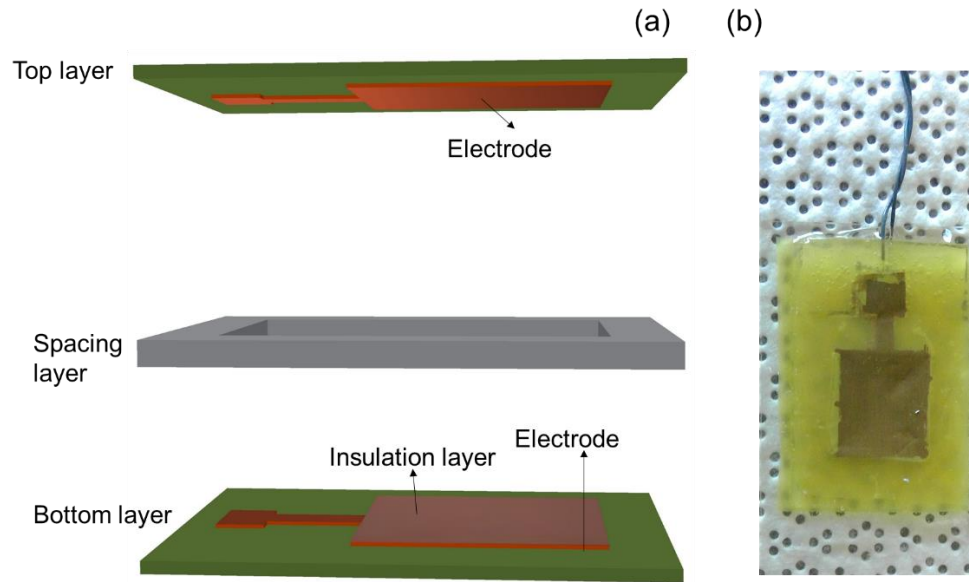 (a)
(b)
Top layer
Electrode
Spacing
layer
Electrode
Insulation layer
Bottom layer